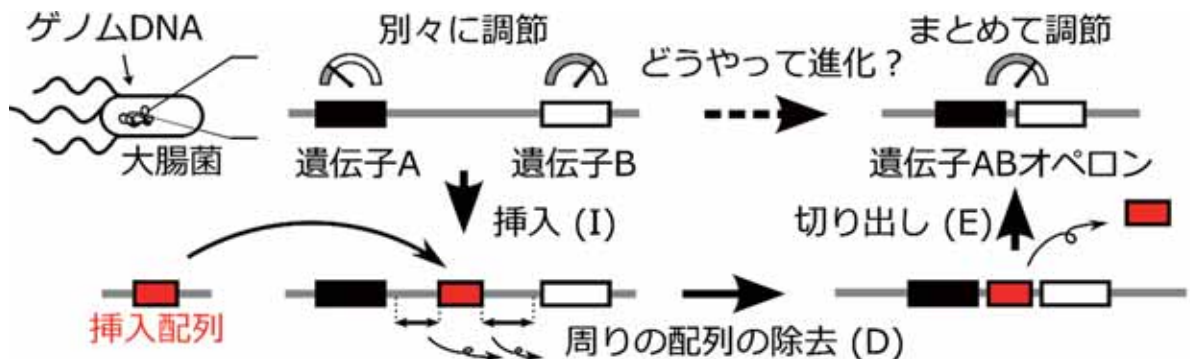 ゲノムDNA
別々に調節
どうやって進化?
まとめて調節
大腸菌
遺伝子A
遺伝子B
遺伝子ABオペロン
挿入 (I)
切り出し (E)
挿入配列
周りの配列の除去 (D)